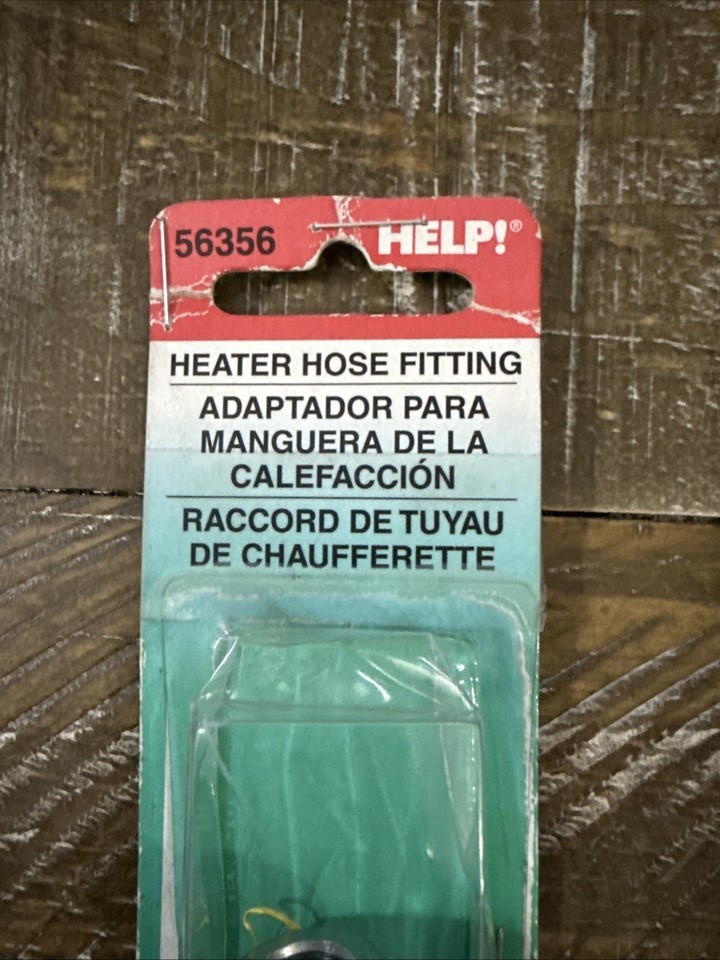 56356 HELP!®
HEATER HOSE FITTING
ADAPTADOR PARA
MANGUERA DE LA
CALEFACCIÓN
RACCORD DE TUYAU
DE CHAUFFERETTE